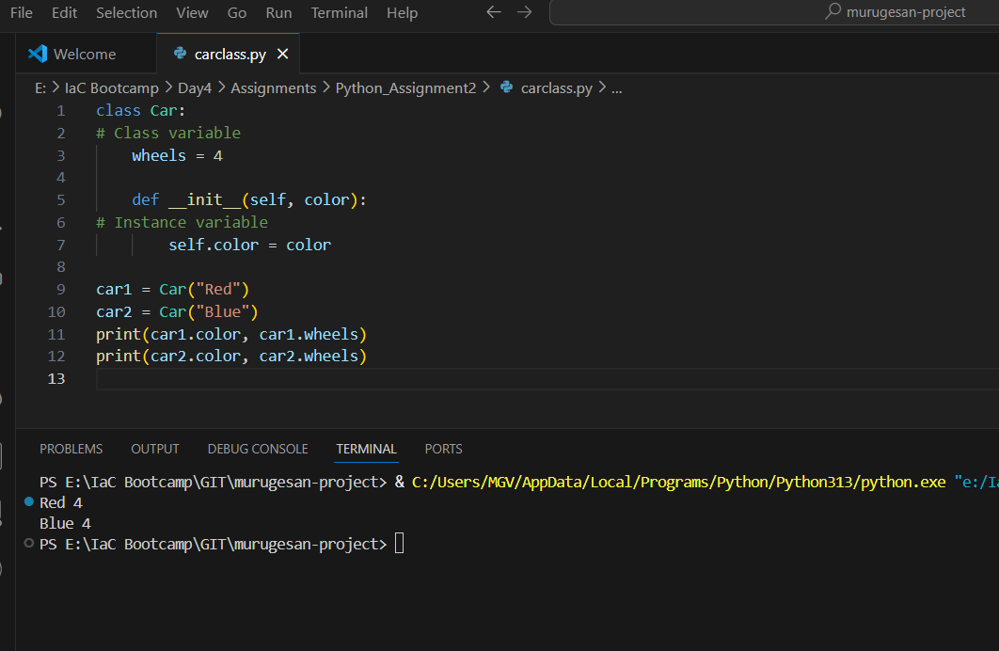 File Edit Selection View Go Run Terminal Help murugesan-project
Welcome carclass.py
E: > IaC Bootcamp > Day4 > Assignments > Python_Assignment2 > carclass.py > ...
1 class Car:
2 # Class variable
3     wheels = 4
4
5     def __init__(self, color):
6 # Instance variable
7         self.color = color
8
9 car1 = Car("Red")
10 car2 = Car("Blue")
11 print(car1.color, car1.wheels)
12 print(car2.color, car2.wheels)
13
PROBLEMS OUTPUT DEBUG CONSOLE TERMINAL PORTS
PS E:\IaC Bootcamp\GIT\murugesan-project> & C:/Users/MGV/AppData/Local/Programs/Python/Python313/python.exe "e:/Ia
Red 4
Blue 4
PS E:\IaC Bootcamp\GIT\murugesan-project>